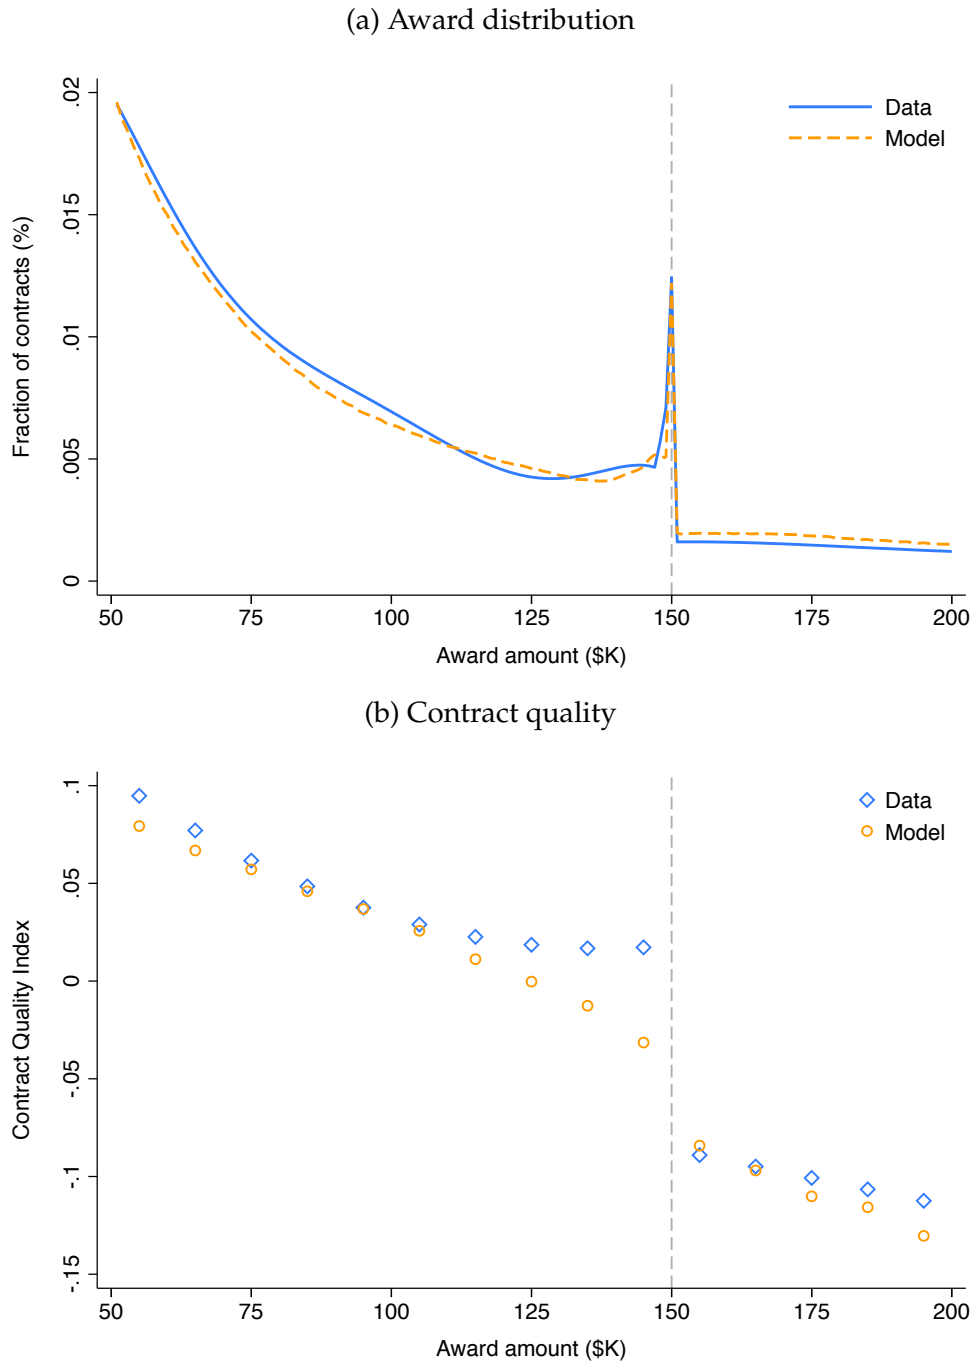 (a) Award distribution
Data
Model
Fraction of contracts (%)
.02
.015
.01
.005
0
50
75
100
125
150
175
200
Award amount ($K)
(b) Contract quality
Data
Model
Contract Quality Index
.1
.05
0
-.05
-.1
-.15
50
75
100
125
150
175
200
Award amount ($K)